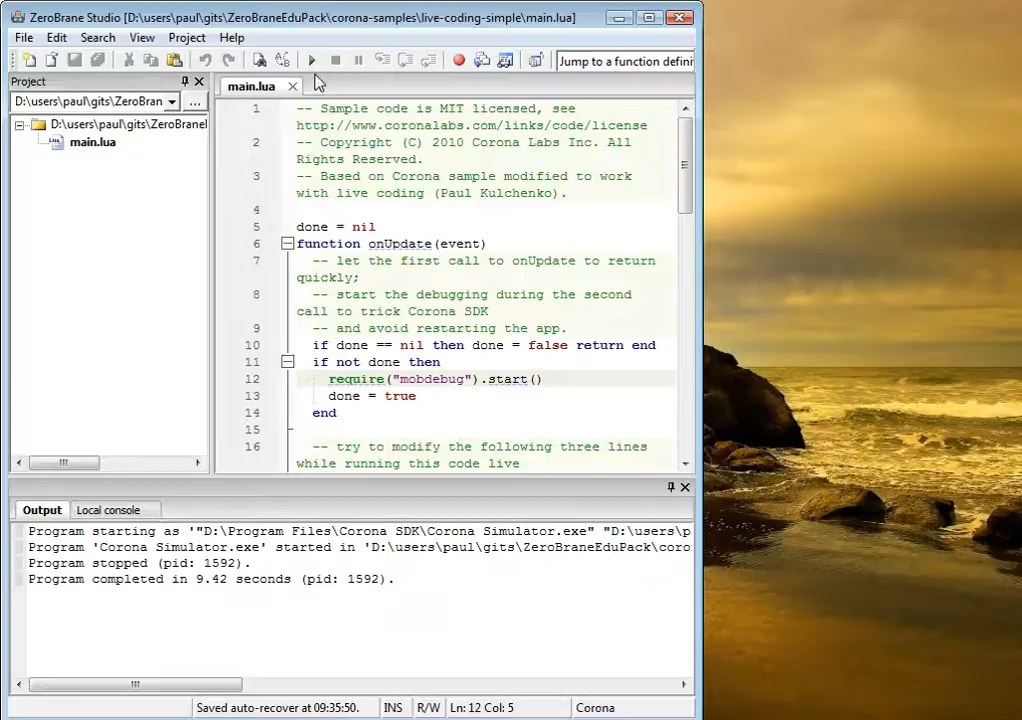 ZeroBrane Studio [D:\users\paul\gits\ZeroBraneEduPack\corona-samples\live-coding-simple\main.lua]
File Edit Search View Project Help
Jump to a function definit
Project
D:\users\paul\gits\ZeroBran ...
D:\users\paul\gits\ZeroBraneI
main.lua
main.lua
1 -- Sample code is MIT licensed, see
http://www.coronalabs.com/links/code/license
2 -- Copyright (C) 2010 Corona Labs Inc. All
Rights Reserved.
3 -- Based on Corona sample modified to work
with live coding (Paul Kulchenko).
4
5 done = nil
6 function onUpdate(event)
7 -- let the first call to onUpdate to return
quickly;
8 -- start the debugging during the second
call to trick Corona SDK
9 -- and avoid restarting the app.
10 if done == nil then done = false return end
11 if not done then
12 require("mobdebug").start()
13 done = true
14 end
15
16 -- try to modify the following three lines
while running this code live
Output Local console
Program starting as '"D:\Program Files\Corona SDK\Corona Simulator.exe" "D:\users\p
Program 'Corona Simulator.exe' started in 'D:\users\paul\gits\ZeroBraneEduPack\coro
Program stopped (pid: 1592).
Program completed in 9.42 seconds (pid: 1592).
Saved auto-recover at 09:35:50. INS R/W Ln: 12 Col: 5 Corona